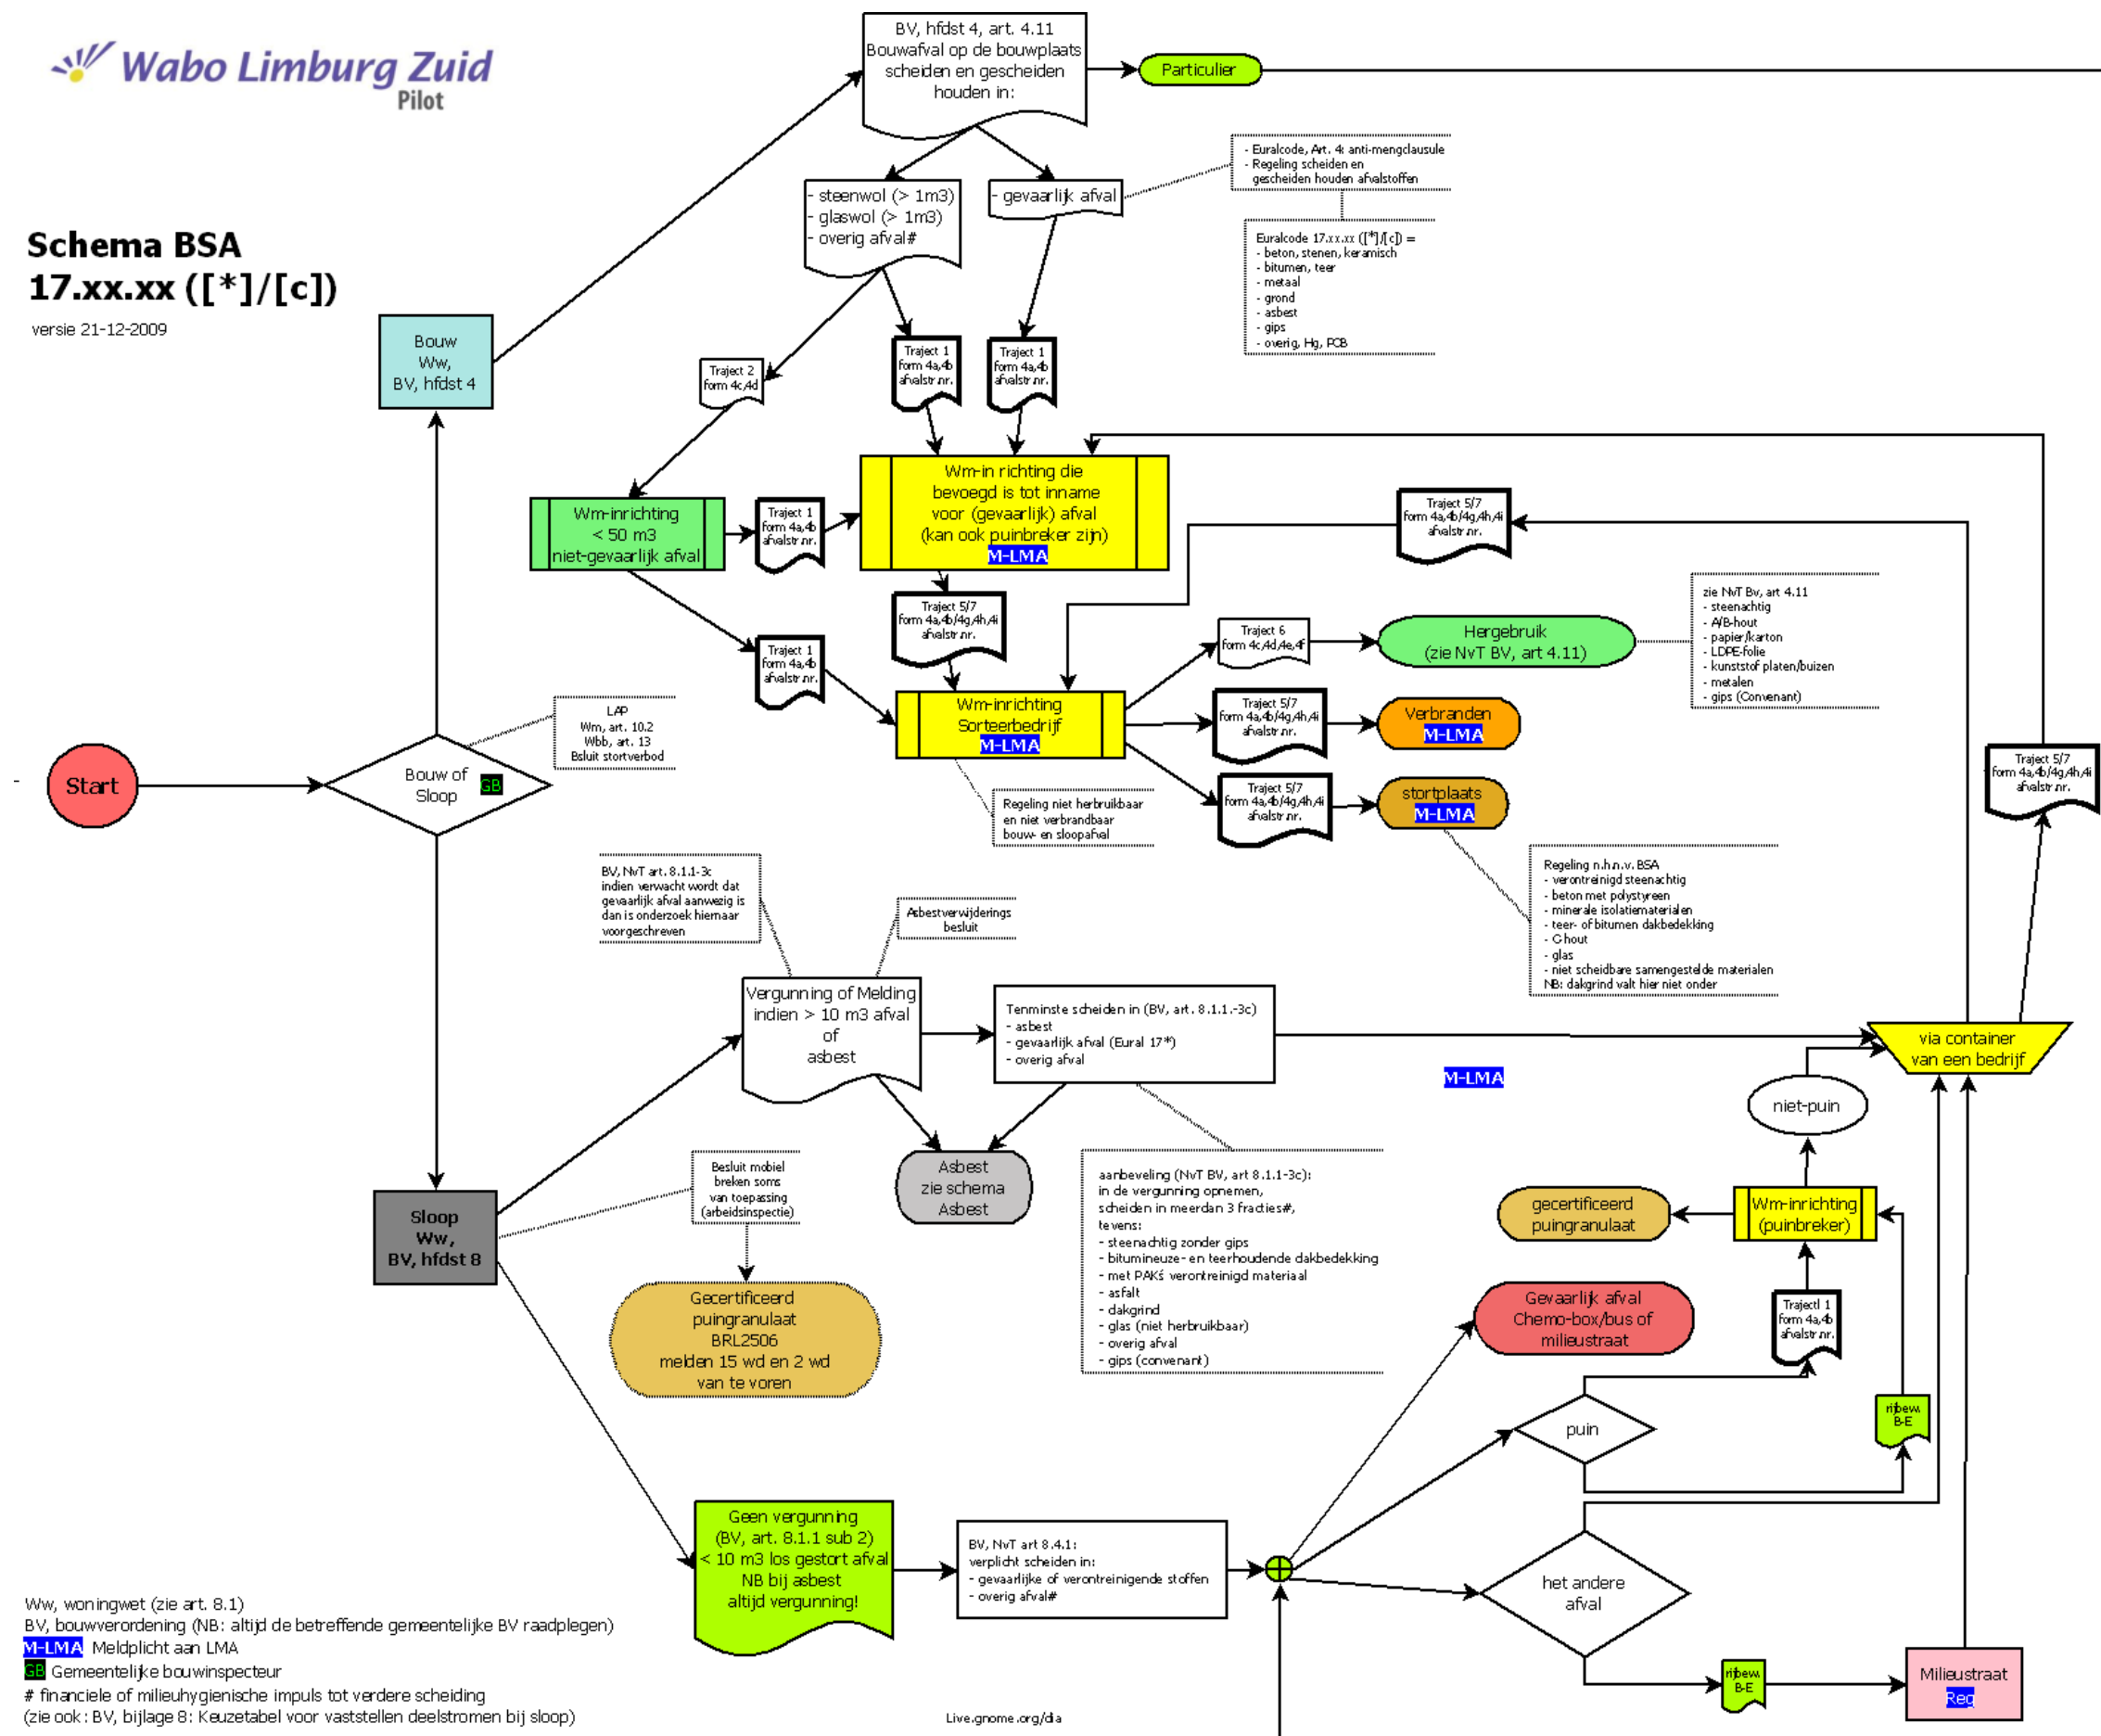 Wabo Limburg Zuid
Pilot
Schema BSA
17.xx.xx ([*]/[c])
versie 21-12-2009
BV, hfdst 4, art. 4.11
Bouwafval op de bouwplaats
scheiden en gescheiden
houden in:
Particulier
- steenwol (> 1m3)
- glaswol (> 1m3)
- overig afval#
- gevaarlijk afval
- Euralcode, Art. 4: anti-mengclausule
- Regeling scheiden en
gescheiden houden afvalstoffen
Euralcode 17.xx.xx ([*]/[c]) =
- beton, stenen, keramisch
- bitumen, teer
- metaal
- grond
- asbest
- gips
- overig, Hg, PCB
Bouw
Ww,
BV, hfdst 4
Traject 2
form 4c,4d
Traject 1
form 4a,4b
afvalstr.nr.
Traject 1
form 4a,4b
afvalstr.nr.
Wm-inrichting
< 50 m3
niet-gevaarlijk afval
Traject 1
form 4a,4b
afvalstr.nr.
Wm-in richting die
bevoegd is tot inname
voor (gevaarlijk) afval
(kan ook puinbreker zijn)
M-LMA
Traject 5/7
form 4a,4b/4g,4h,4i
afvalstr.nr.
Traject 5/7
form 4a,4b/4g,4h,4i
afvalstr.nr.
Traject 1
form 4a,4b
afvalstr.nr.
Traject 6
form 4c,4d,4e,4f
Hergebruik
(zie NvT BV, art 4.11)
zie NvT Bv, art 4.11
- steenachtig
- A/B-hout
- papier/karton
- LDPE-folie
- kunststof platen/buizen
- metalen
- gips (Convenant)
Wm-inrichting
Sorteerbedrijf
M-LMA
Traject 5/7
form 4a,4b/4g,4h,4i
afvalstr.nr.
Verbranden
M-LMA
Traject 5/7
form 4a,4b/4g,4h,4i
afvalstr.nr.
stortplaats
M-LMA
Traject 5/7
form 4a,4b/4g,4h,4i
afvalstr.nr.
LAP
Wm, art. 10.2
Wbb, art. 13
Bsluit stortverbod
- Start
Bouw of
Sloop
GB
Regeling niet herbruikbaar
en niet verbrandbaar
bouw- en sloopafval
Regeling n.h.n.v. BSA
- verontreinigd steenachtig
- beton met polystyreen
- minerale isolatiematerialen
- teer- of bitumen dakbedekking
- C-hout
- glas
- niet scheidbare samengestelde materialen
NB: dakgrind valt hier niet onder
BV, NvT art. 8.1.1-3c
indien verwacht wordt dat
gevaarlijk afval aanwezig is
dan is onderzoek hiernaar
voorgeschreven
Asbestverwijderings
besluit
Vergunning of Melding
indien > 10 m3 afval
of
asbest
Tenminste scheiden in (BV, art. 8.1.1.-3c)
- asbest
- gevaarlijk afval (Eural 17*)
- overig afval
via container
van een bedrijf
M-LMA
niet-puin
Asbest
zie schema
Asbest
Besluit mobiel
breken soms
van toepassing
(arbeidsinspectie)
Sloop
Ww,
BV, hfdst 8
aanbeveling (NvT BV, art 8.1.1-3c):
in de vergunning opnemen,
scheiden in meerdan 3 fracties#,
tevens:
- steenachtig zonder gips
- bitumineuze- en teerhoudende dakbedekking
- met PAKś verontreinigd materiaal
- asfalt
- dakgrind
- glas (niet herbruikbaar)
- overig afval
- gips (convenant)
gecertificeerd
puingranulaat
Wm-inrichting
(puinbreker)
Gecertificeerd
puingranulaat
BRL2506
melden 15 wd en 2 wd
van te voren
Gevaarlijk afval
Chemo-box/bus of
milieustraat
Trajectl 1
form 4a,4b
afvalstr.nr.
puin
rijbew.
B-E
Geen vergunning
(BV, art. 8.1.1 sub 2)
< 10 m3 los gestort afval
NB bij asbest
altijd vergunning!
BV, NvT art 8.4.1:
verplicht scheiden in:
- gevaarlijke of verontreinigende stoffen
- overig afval#
het andere
afval
rijbew.
B-E
Milieustraat
Reg
Ww, woningwet (zie art. 8.1)
BV, bouwverordening (NB: altijd de betreffende gemeentelijke BV raadplegen)
M-LMA Meldplicht aan LMA
GB Gemeentelijke bouwinspecteur
# financiele of milieuhygienische impuls tot verdere scheiding
(zie ook: BV, bijlage 8: Keuzetabel voor vaststellen deelstromen bij sloop)
Live.gnome.org/dia